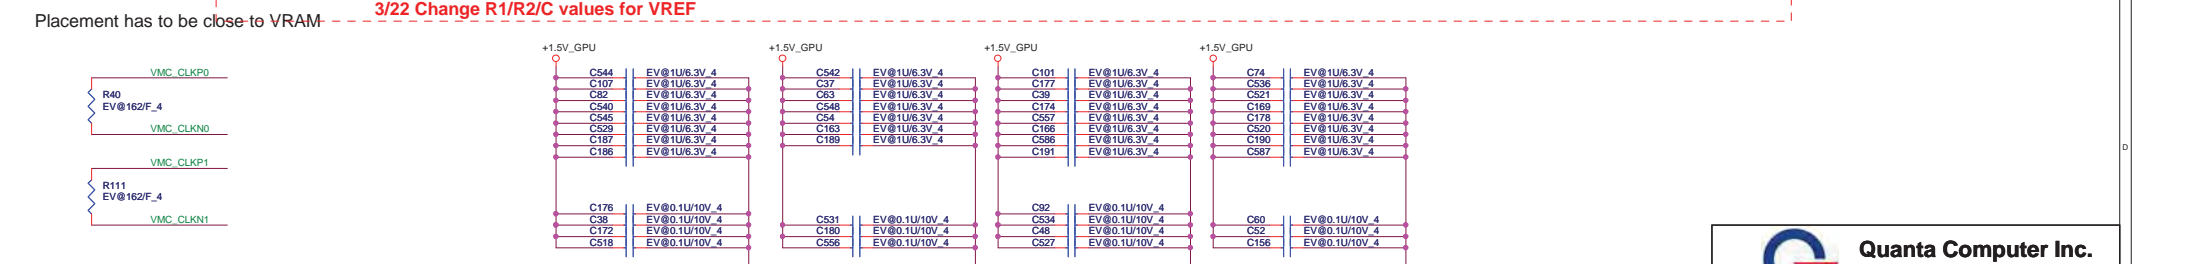 3/22 Change R1/R2/C values for VREF
Placement has to be close to VRAM
VMC_CLKP0
R40
EV@162/F_4
VMC_CLKN0
VMC_CLKP1
R111
EV@162/F_4
VMC_CLKN1
+1.5V_GPU
C544 EV@1U/6.3V_4
C107 EV@1U/6.3V_4
C82 EV@1U/6.3V_4
C540 EV@1U/6.3V_4
C545 EV@1U/6.3V_4
C529 EV@1U/6.3V_4
C187 EV@1U/6.3V_4
C186 EV@1U/6.3V_4
C176 EV@0.1U/10V_4
C38 EV@0.1U/10V_4
C172 EV@0.1U/10V_4
C518 EV@0.1U/10V_4
+1.5V_GPU
C542 EV@1U/6.3V_4
C37 EV@1U/6.3V_4
C63 EV@1U/6.3V_4
C548 EV@1U/6.3V_4
C54 EV@1U/6.3V_4
C163 EV@1U/6.3V_4
C189 EV@1U/6.3V_4
C531 EV@0.1U/10V_4
C180 EV@0.1U/10V_4
C556 EV@0.1U/10V_4
+1.5V_GPU
C101 EV@1U/6.3V_4
C177 EV@1U/6.3V_4
C39 EV@1U/6.3V_4
C174 EV@1U/6.3V_4
C557 EV@1U/6.3V_4
C166 EV@1U/6.3V_4
C586 EV@1U/6.3V_4
C191 EV@1U/6.3V_4
C92 EV@0.1U/10V_4
C534 EV@0.1U/10V_4
C48 EV@0.1U/10V_4
C527 EV@0.1U/10V_4
+1.5V_GPU
C74 EV@1U/6.3V_4
C536 EV@1U/6.3V_4
C521 EV@1U/6.3V_4
C169 EV@1U/6.3V_4
C178 EV@1U/6.3V_4
C520 EV@1U/6.3V_4
C190 EV@1U/6.3V_4
C587 EV@1U/6.3V_4
C60 EV@0.1U/10V_4
C52 EV@0.1U/10V_4
C156 EV@0.1U/10V_4
D
Quanta Computer Inc.